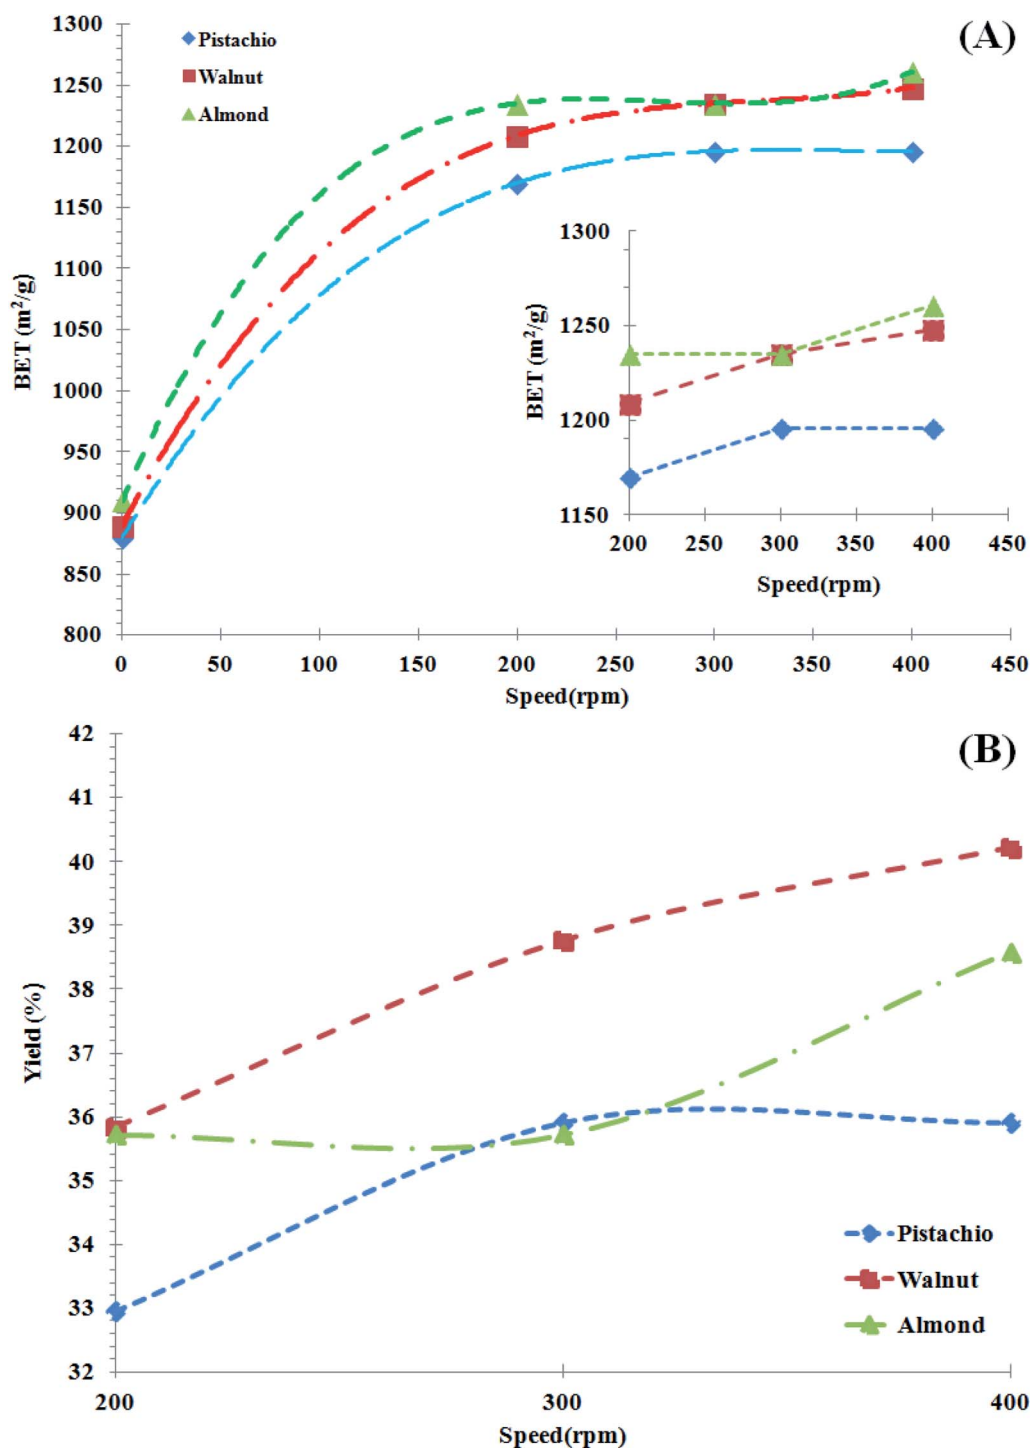 (A)
1300
1250
1200
1150
1100
1050
1000
950
900
850
800
BET (m²/g)
Pistachio
Walnut
Almond
0 50 100 150 200 250 300 350 400 450
Speed(rpm)
1300
1250
1200
1150
BET (m²/g)
200 250 300 350 400 450
Speed(rpm)
(B)
42
41
40
39
38
37
36
35
34
33
32
Yield (%)
Pistachio
Walnut
Almond
200 300 400
Speed(rpm)